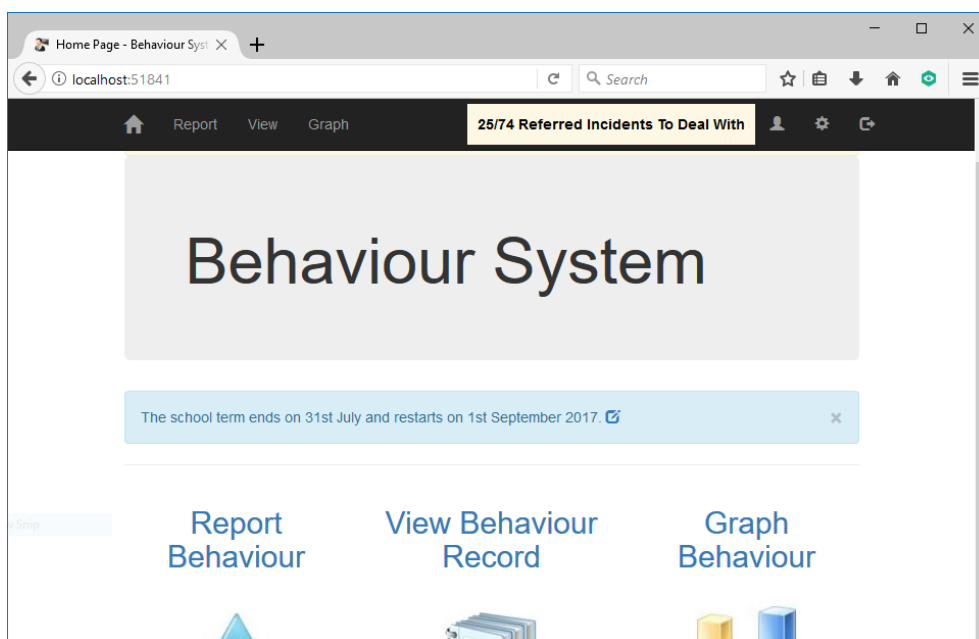 Home Page - Behaviour Syst
localhost:51841
Search
Report View Graph
25/74 Referred Incidents To Deal With
Behaviour System
The school term ends on 31st July and restarts on 1st September 2017.
Report
Behaviour
View Behaviour
Record
Graph
Behaviour
Snip